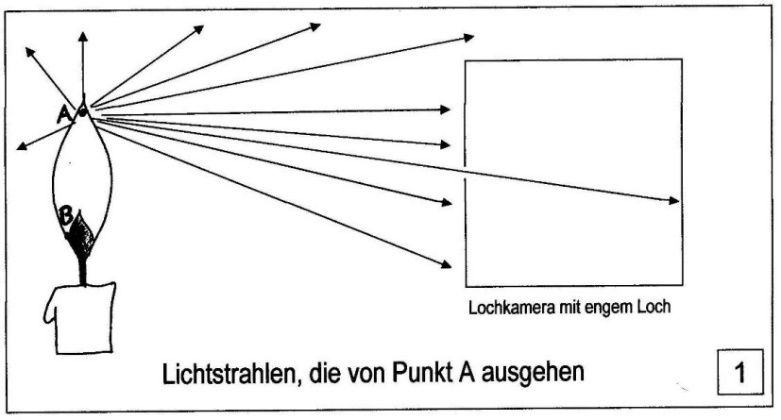 A
B
Lochkamera mit engem Loch
Lichtstrahlen, die von Punkt A ausgehen
1